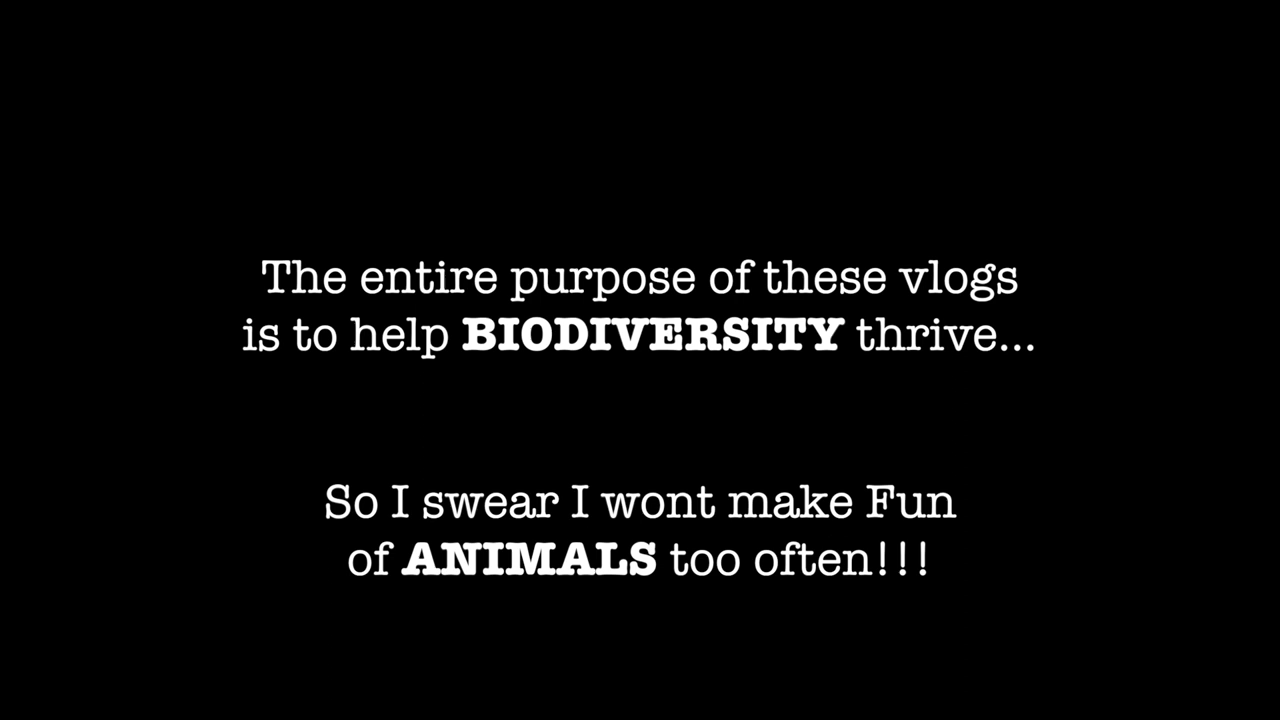 The entire purpose of these vlogs
is to help BIODIVERSITY thrive...
So I swear I wont make Fun
of ANIMALS too often!!!